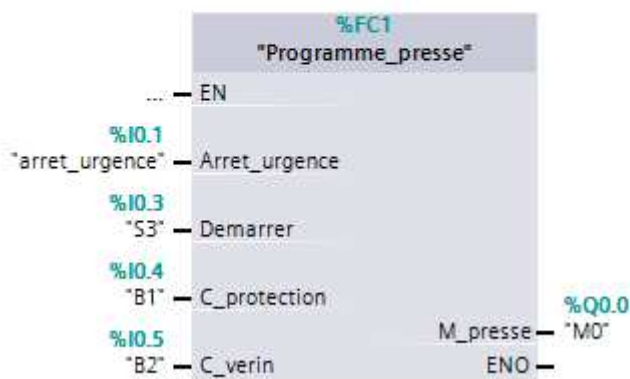 %FC1
"Programme_presse"
... EN
%I0.1
"arret_urgence" Arret_urgence
%I0.3
"S3" Demarrer
%I0.4
"B1" C_protection
%Q0.0
M_presse "M0"
%I0.5
"B2" C_verin ENO